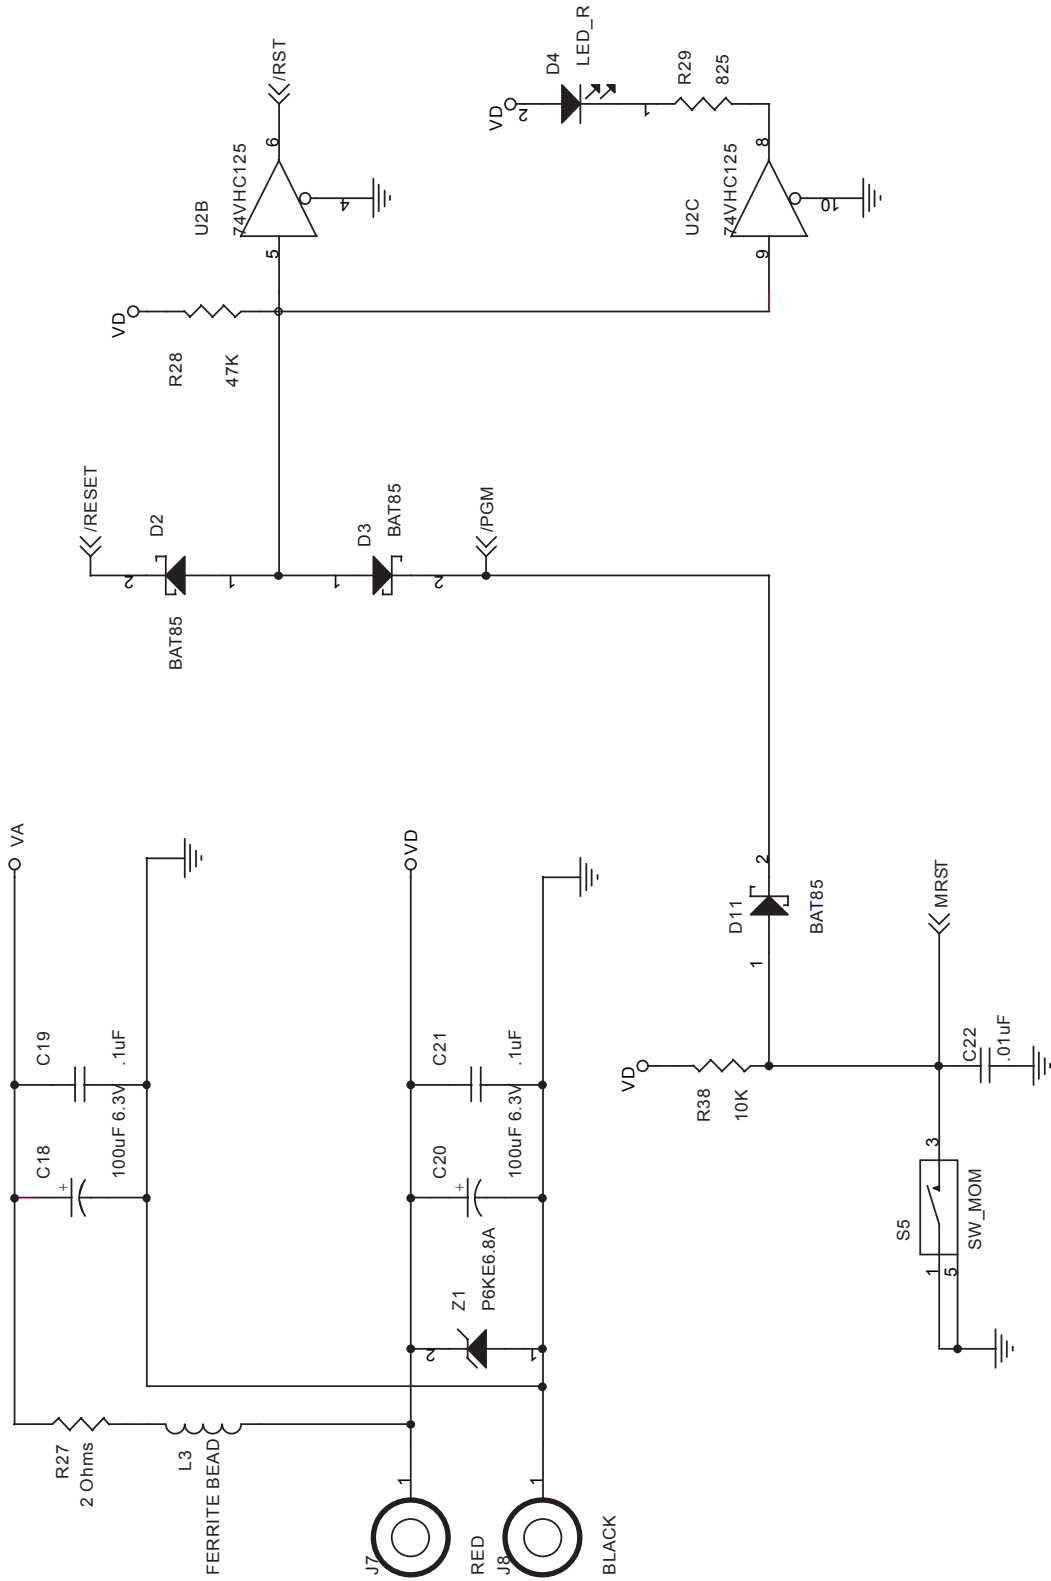 VA
C19
.1uF
C18
+
100uF 6.3V
R27
2 Ohms
L3
FERRITE BEAD
VD
C21
.1uF
C20
+
100uF 6.3V
Z1
P6KE6.8A
2
1
J7
1
RED
J8
1
BLACK
/RESET
D2
2
1
BAT85
D3
BAT85
1
2
/PGM
VD
R28
47K
U2B
74VHC125
5
6
4
/RST
VD
2
D4
LED_R
1
R29
825
U2C
74VHC125
9
8
10
D11
2
1
BAT85
VD
R38
10K
MRST
C22
.01uF
S5
3
1
5
SW_MOM